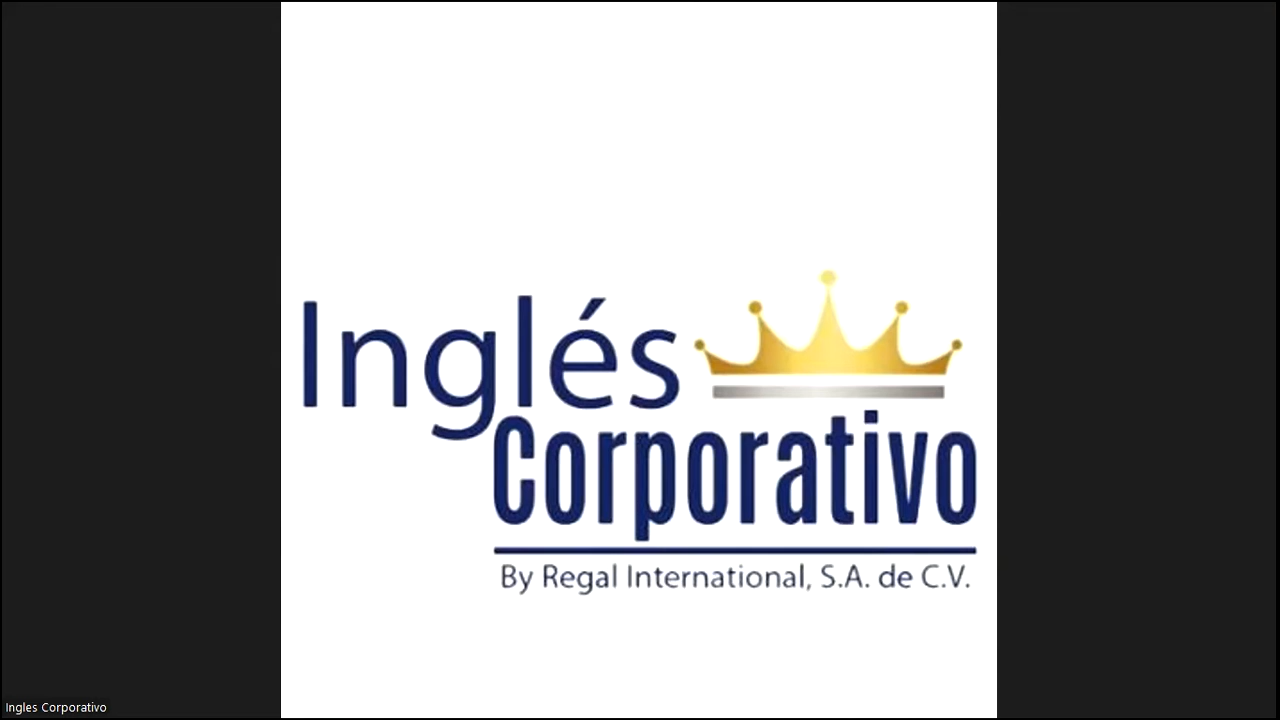 Inglés
Corporativo
By Regal International, S.A. de C.V.
Ingles Corporativo